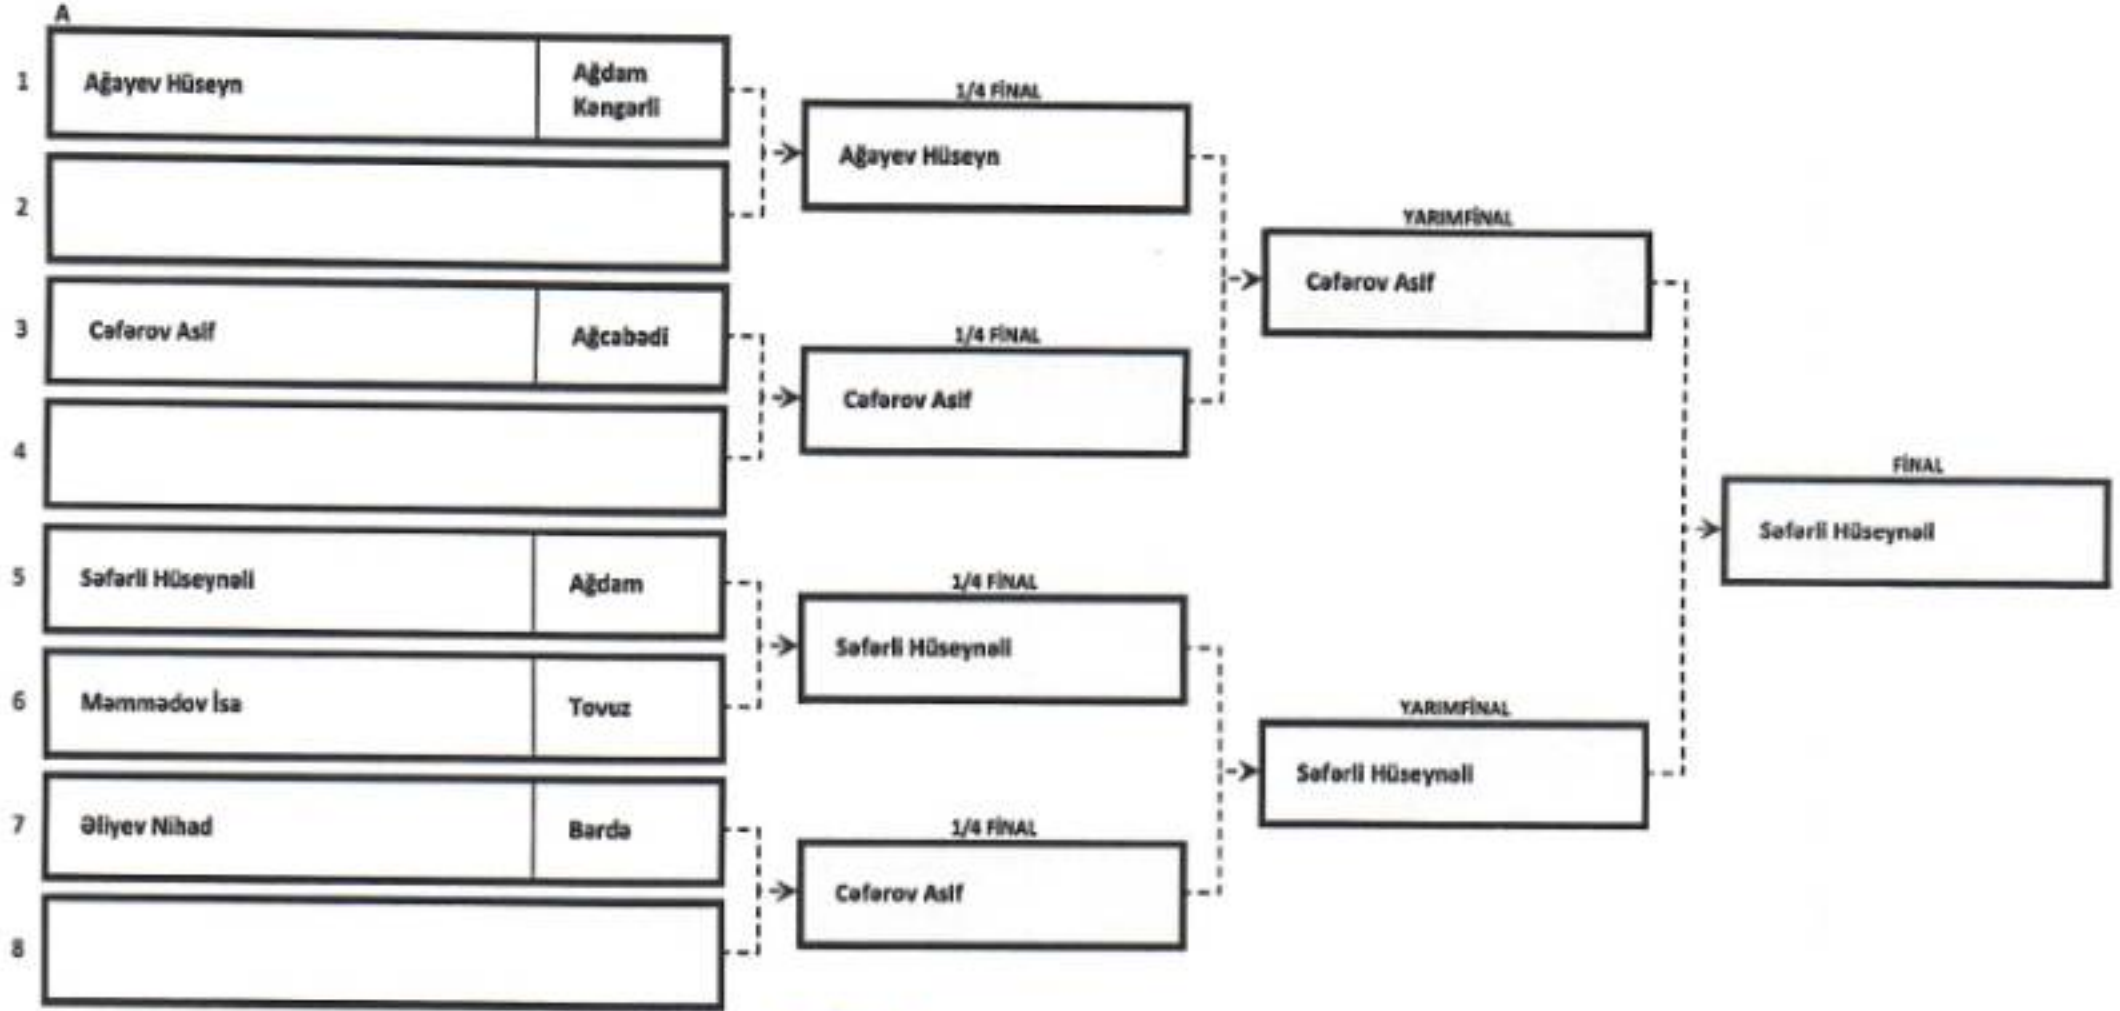 A
1
Ağayev Hüseyn
Ağdam
Kəngərli
2
3
Cəfərov Asif
Ağcabədi
4
5
Səfərli Hüseynəli
Ağdam
6
Məmmədov İsa
Tovuz
7
Əliyev Nihad
Bərdə
8
1/4 FİNAL
Ağayev Hüseyn
1/4 FİNAL
Cəfərov Asif
1/4 FİNAL
Səfərli Hüseynəli
1/4 FİNAL
Cəfərov Asif
YARIMFİNAL
Cəfərov Asif
YARIMFİNAL
Səfərli Hüseynəli
FİNAL
Səfərli Hüseynəli